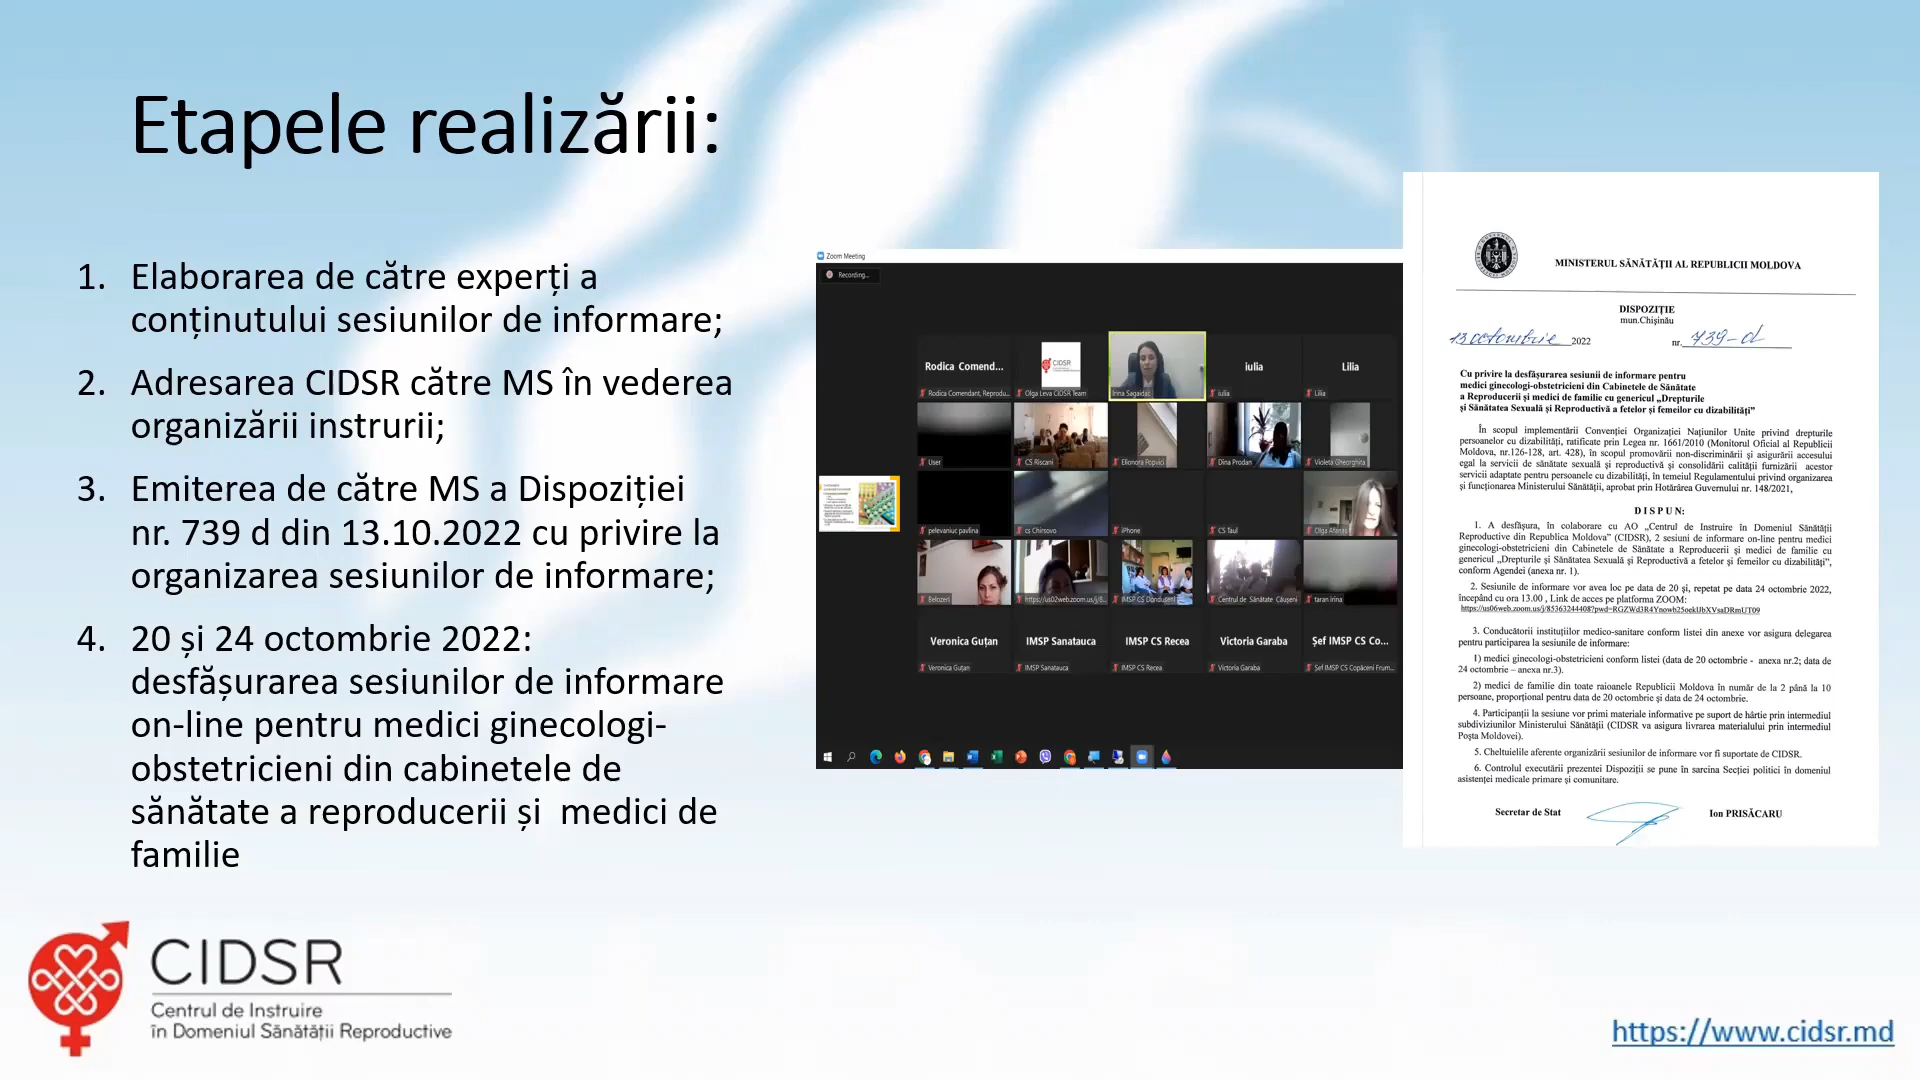 Etapele realizării:
1. Elaborarea de către experți a
conținutului sesiunilor de informare;
2. Adresarea CIDSR către MS în vederea
organizării instrurii;
3. Emiterea de către MS a Dispoziției
nr. 739 d din 13.10.2022 cu privire la
organizarea sesiunilor de informare;
4. 20 și 24 octombrie 2022:
desfășurarea sesiunilor de informare
on-line pentru medici ginecologi-
obstetricieni din cabinetele de
sănătate a reproducerii și medici de
familie
Zoom Meeting
Recording...
Rodica Comend...
Rodica Comendant, Reprodu...
CIDSR
Olga Leva CIDSR Team
Irina Sagaidac
iulia
iulia
Lilia
Lilia
User
CS Riscani
Elionora Popvici
Dina Prodan
Violeta Gheorghita
pelevaniuc pavlina
cs Chirsovo
iPhone
CS Taul
Olga Afanas
Belozeri
https://us02web.zoom.us/j/8...
IMSP CS Donduseni
Centrul de Sănătate Căușeni
taran irina
Veronica Guțan
Veronica Guțan
IMSP Sanatauca
IMSP Sanatauca
IMSP CS Recea
IMSP CS Recea
Victoria Garaba
Victoria Garaba
Șef IMSP CS Co...
Șef IMSP CS Copăceni Frum...
MINISTERUL SĂNĂTĂȚII AL REPUBLICII MOLDOVA
DISPOZIȚIE
mun.Chișinău
13 octombrie 2022 nr. 739-d
Cu privire la desfășurarea sesiunii de informare pentru
medici ginecologi-obstetricieni din Cabinetele de Sănătate
a Reproducerii și medici de familie cu genericul „Drepturile
și Sănătatea Sexuală și Reproductivă a fetelor și femeilor cu dizabilități”
În scopul implementării Convenției Organizației Națiunilor Unite privind drepturile
persoanelor cu dizabilități, ratificate prin Legea nr. 1661/2010 (Monitorul Oficial al Republicii
Moldova, nr.126-128, art. 428), în scopul promovării non-discriminării și asigurării accesului
egal la servicii de sănătate sexuală și reproductivă și consolidării calității furnizării acestor
servicii adaptate pentru persoanele cu dizabilități, în temeiul Regulamentului privind organizarea
și funcționarea Ministerului Sănătății, aprobat prin Hotărârea Guvernului nr. 148/2021,
D I S P U N:
1. A desfășura, în colaborare cu AO „Centrul de Instruire în Domeniul Sănătății
Reproductive din Republica Moldova” (CIDSR), 2 sesiuni de informare on-line pentru medici
ginecologi-obstetricieni din Cabinetele de Sănătate a Reproducerii și medici de familie cu
genericul „Drepturile și Sănătatea Sexuală și Reproductivă a fetelor și femeilor cu dizabilități”,
conform Agendei (anexa nr. 1).
2. Sesiunile de informare vor avea loc pe data de 20 și, repetat pe data 24 octombrie 2022,
începând cu ora 13.00 , Link de acces pe platforma ZOOM:
3. Conducătorii instituțiilor medico-sanitare conform listei din anexe vor asigura delegarea
pentru participarea la sesiunile de informare:
1) medici ginecologi-obstetricieni conform listei (data de 20 octombrie - anexa nr.2; data de
24 octombrie – anexa nr.3).
2) medici de familie din toate raioanele Republicii Moldova în număr de la 2 până la 10
persoane, proporțional pentru data de 20 octombrie și data de 24 octombrie.
4. Participanții la sesiune vor primi materiale informative pe suport de hârtie prin intermediul
subdiviziunilor Ministerului Sănătății (CIDSR va asigura livrarea materialului prin intermediul
Poșta Moldovei).
5. Cheltuielile aferente organizării sesiunilor de informare vor fi suportate de CIDSR.
6. Controlul executării prezentei Dispoziții se pune în sarcina Secției politici în domeniul
asistenței medicale primare și comunitare.
Secretar de Stat Ion PRISĂCARU
CIDSR
Centrul de Instruire
în Domeniul Sănătății Reproductive
https://www.cidsr.md